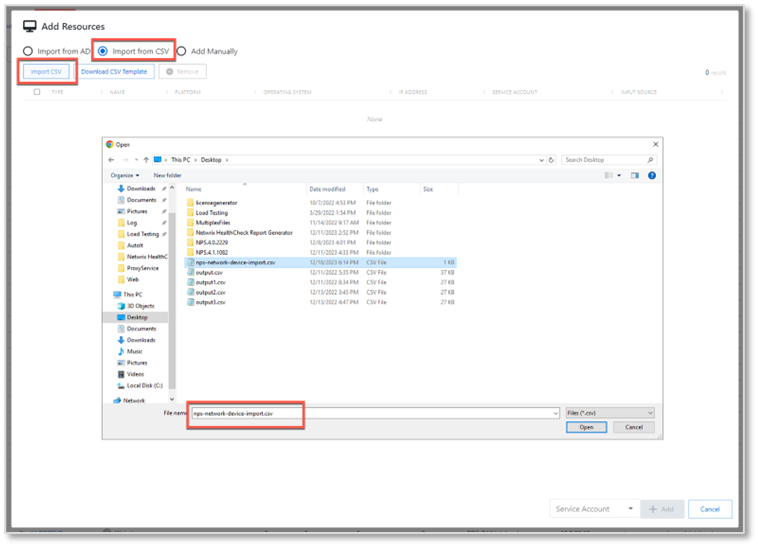 Add Resources
Import from AD Import from CSV Add Manually
Import CSV Download CSV Template Remove 0 results
TYPE NAME PLATFORM OPERATING SYSTEM IP ADDRESS SERVICE ACCOUNT INPUT SOURCE
None
Open
This PC > Desktop > Search Desktop
Organize New folder
Downloads Name Date modified Type Size
Documents licensegenerator 10/7/2022 4:53 PM File folder
Pictures Load Testing 3/29/2022 1:54 PM File folder
Log MultiplexFiles 11/14/2022 9:17 AM File folder
Load Testing Netwrix HealthCheck Report Generator 12/11/2023 2:52 PM File folder
AutoIt NPS.4.0.2229 12/8/2023 4:01 PM File folder
Netwrix HealthC NPS.4.1.1082 12/11/2023 4:33 PM File folder
ProxyService nps-network-device-import.csv 12/18/2023 6:14 PM CSV File 1 KB
Web output.csv 12/11/2022 5:35 PM CSV File 37 KB
This PC output1.csv 12/11/2022 8:34 PM CSV File 27 KB
3D Objects output2.csv 12/13/2022 3:45 PM CSV File 27 KB
Desktop output3.csv 12/13/2022 4:47 PM CSV File 27 KB
Documents
Downloads
Music
Pictures
Videos
Local Disk (C:)
Network
File name: nps-network-device-import.csv Files (*.csv)
Open Cancel
Service Account + Add Cancel